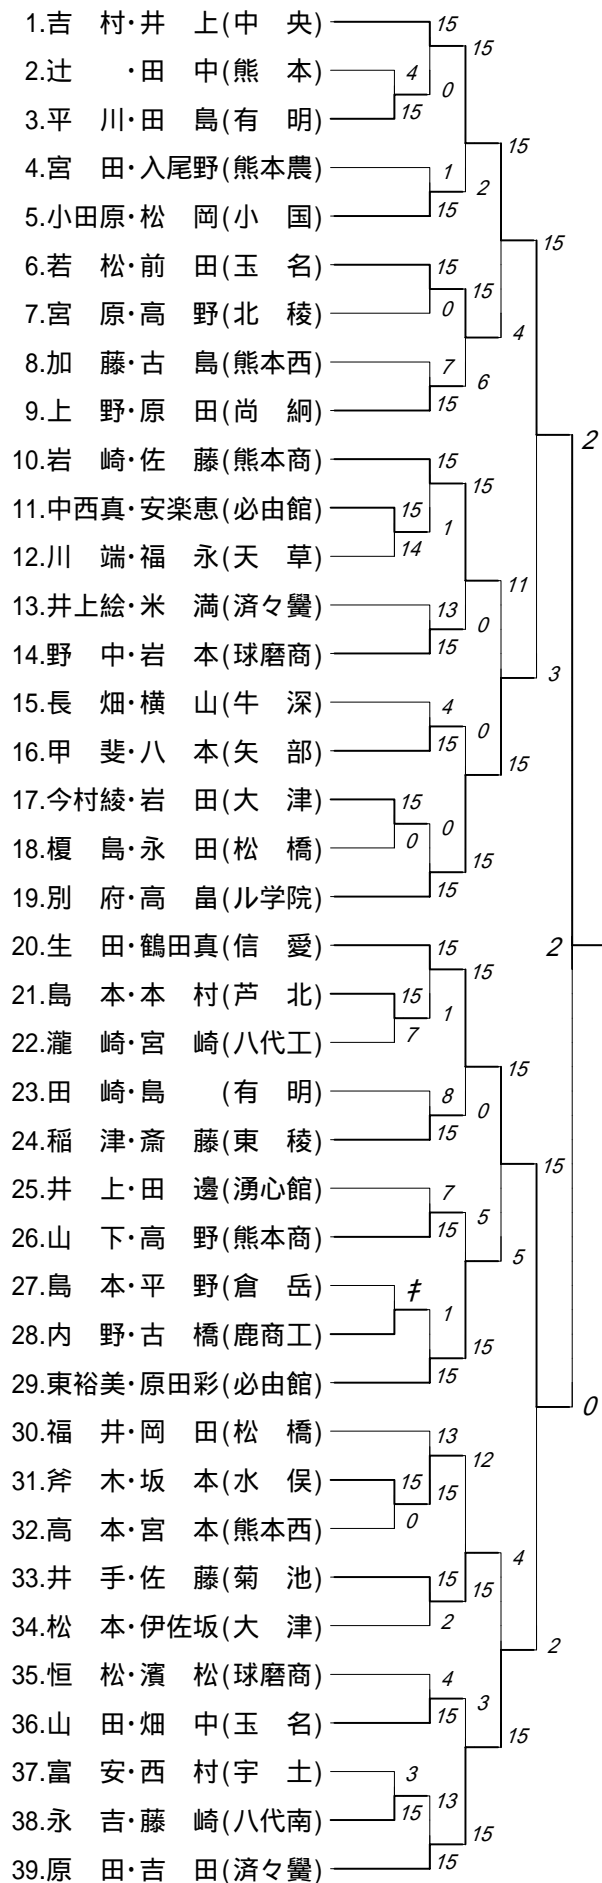 1.吉　村・井　上(中　央)
15
15
2.辻　　・田　中(熊　本)
4
0
3.平　川・田　島(有　明)
15
15
4.宮　田・入尾野(熊本農)
1
2
5.小田原・松　岡(小　国)
15
15
6.若　松・前　田(玉　名)
15
15
7.宮　原・高　野(北　稜)
0
4
8.加　藤・古　島(熊本西)
7
6
9.上　野・原　田(尚　絅)
15
2
10.岩　崎・佐　藤(熊本商)
15
15
11.中西真・安楽恵(必由館)
15
1
12.川　端・福　永(天　草)
14
11
13.井上絵・米　満(済々黌)
13
0
14.野　中・岩　本(球磨商)
15
3
15.長　畑・横　山(牛　深)
4
0
16.甲　斐・八　本(矢　部)
15
15
17.今村綾・岩　田(大　津)
15
0
18.榎　島・永　田(松　橋)
0
15
19.別　府・高　畠(ル学院)
15
20.生　田・鶴田真(信　愛)
15
2
15
21.島　本・本　村(芦　北)
15
1
22.瀧　崎・宮　崎(八代工)
7
15
23.田　崎・島　　(有　明)
8
0
24.稲　津・斎　藤(東　稜)
15
15
25.井　上・田　邊(湧心館)
7
5
26.山　下・高　野(熊本商)
15
5
27.島　本・平　野(倉　岳)
キ
1
28.内　野・古　橋(鹿商工)
15
29.東裕美・原田彩(必由館)
15
0
30.福　井・岡　田(松　橋)
13
12
31.斧　木・坂　本(水　俣)
15
15
32.高　本・宮　本(熊本西)
0
4
33.井　手・佐　藤(菊　池)
15
15
34.松　本・伊佐坂(大　津)
2
2
35.恒　松・濱　松(球磨商)
4
3
36.山　田・畑　中(玉　名)
15
15
37.富　安・西　村(宇　土)
3
13
38.永　吉・藤　崎(八代南)
15
15
39.原　田・吉　田(済々黌)
15